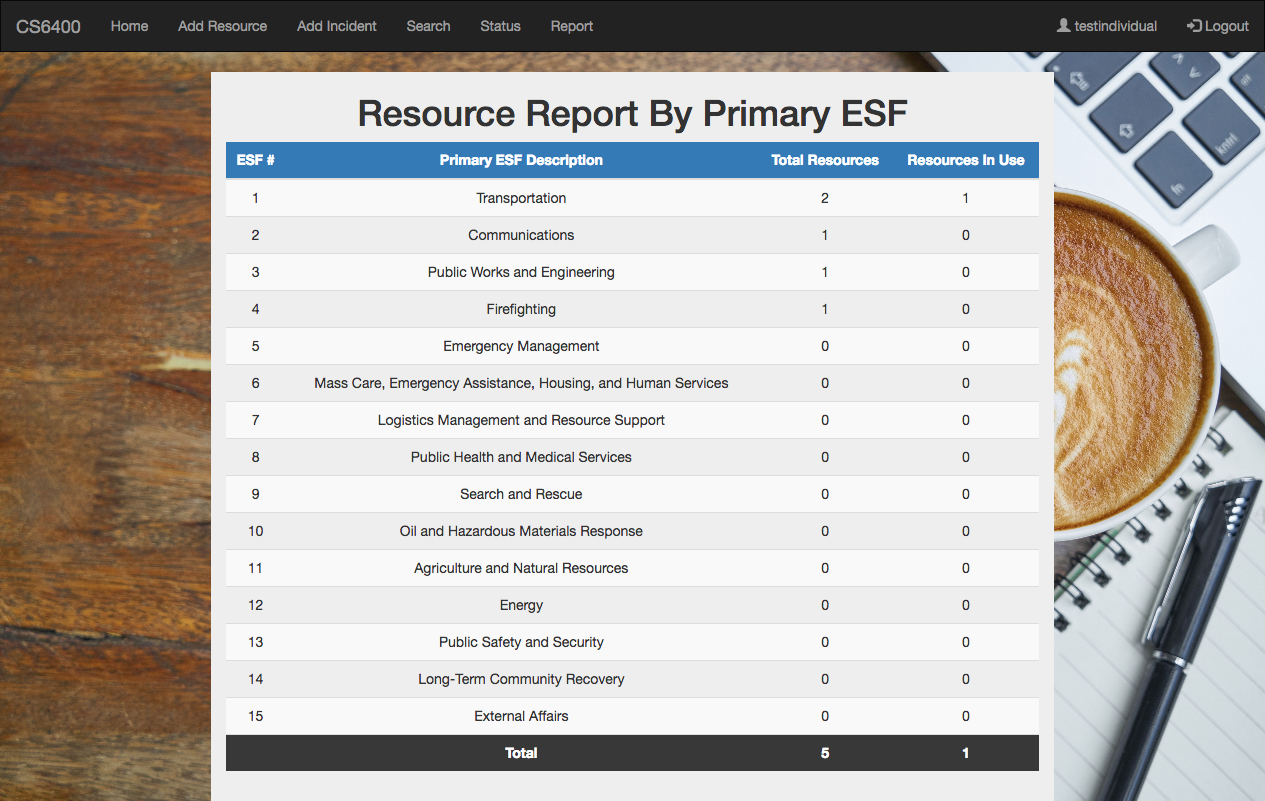 CS6400 Home Add Resource Add Incident Search Status Report testindividual Logout
Resource Report By Primary ESF
ESF # Primary ESF Description Total Resources Resources In Use
1 Transportation 2 1
2 Communications 1 0
3 Public Works and Engineering 1 0
4 Firefighting 1 0
5 Emergency Management 0 0
6 Mass Care, Emergency Assistance, Housing, and Human Services 0 0
7 Logistics Management and Resource Support 0 0
8 Public Health and Medical Services 0 0
9 Search and Rescue 0 0
10 Oil and Hazardous Materials Response 0 0
11 Agriculture and Natural Resources 0 0
12 Energy 0 0
13 Public Safety and Security 0 0
14 Long-Term Community Recovery 0 0
15 External Affairs 0 0
Total 5 1
kntrl
fn